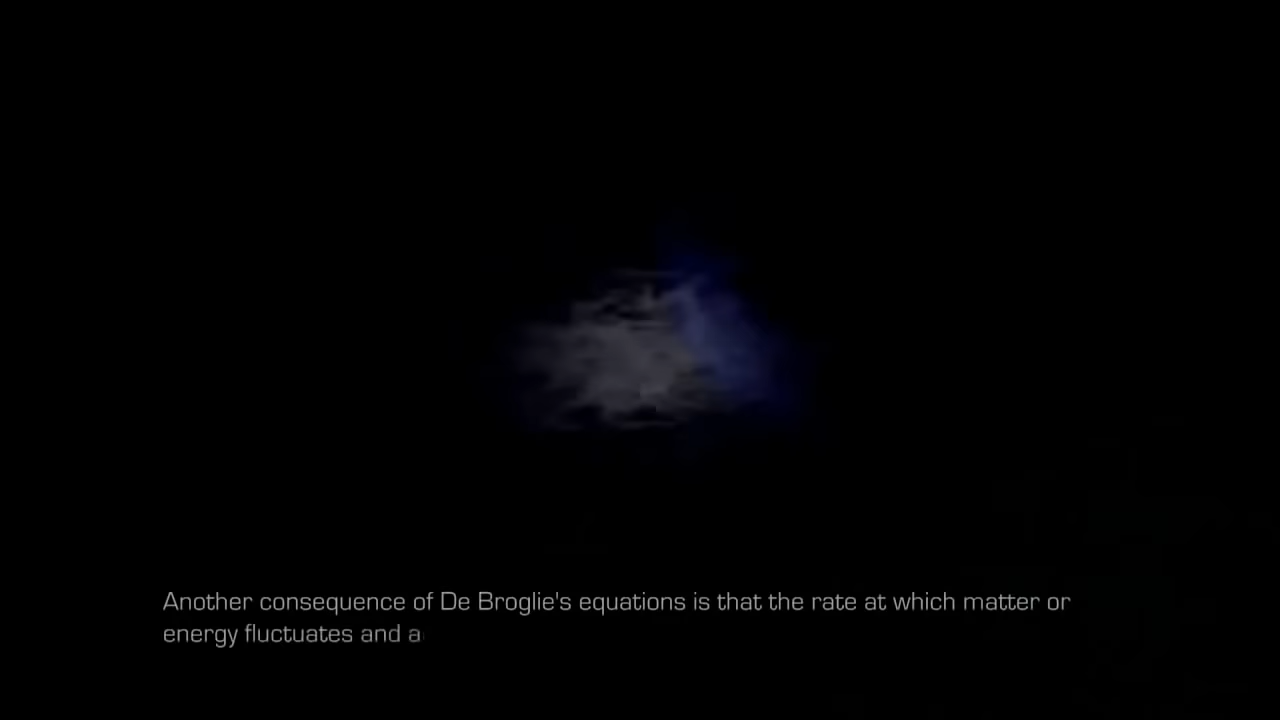 Another consequence of De Broglie's equations is that the rate at which matter or
energy fluctuates and a